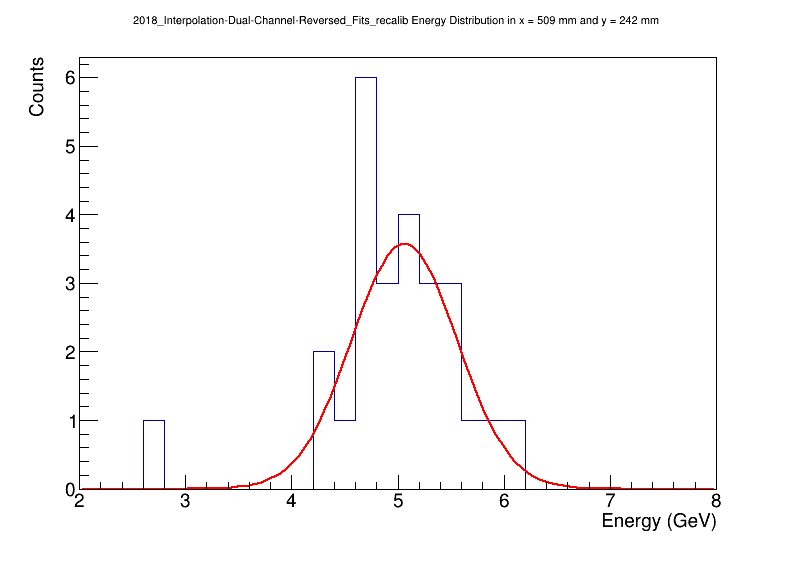 2018_Interpolation-Dual-Channel-Reversed_Fits_recalib Energy Distribution in x = 509 mm and y = 242 mm
Counts
6
5
4
3
2
1
0
2 3 4 5 6 7 8
Energy (GeV)